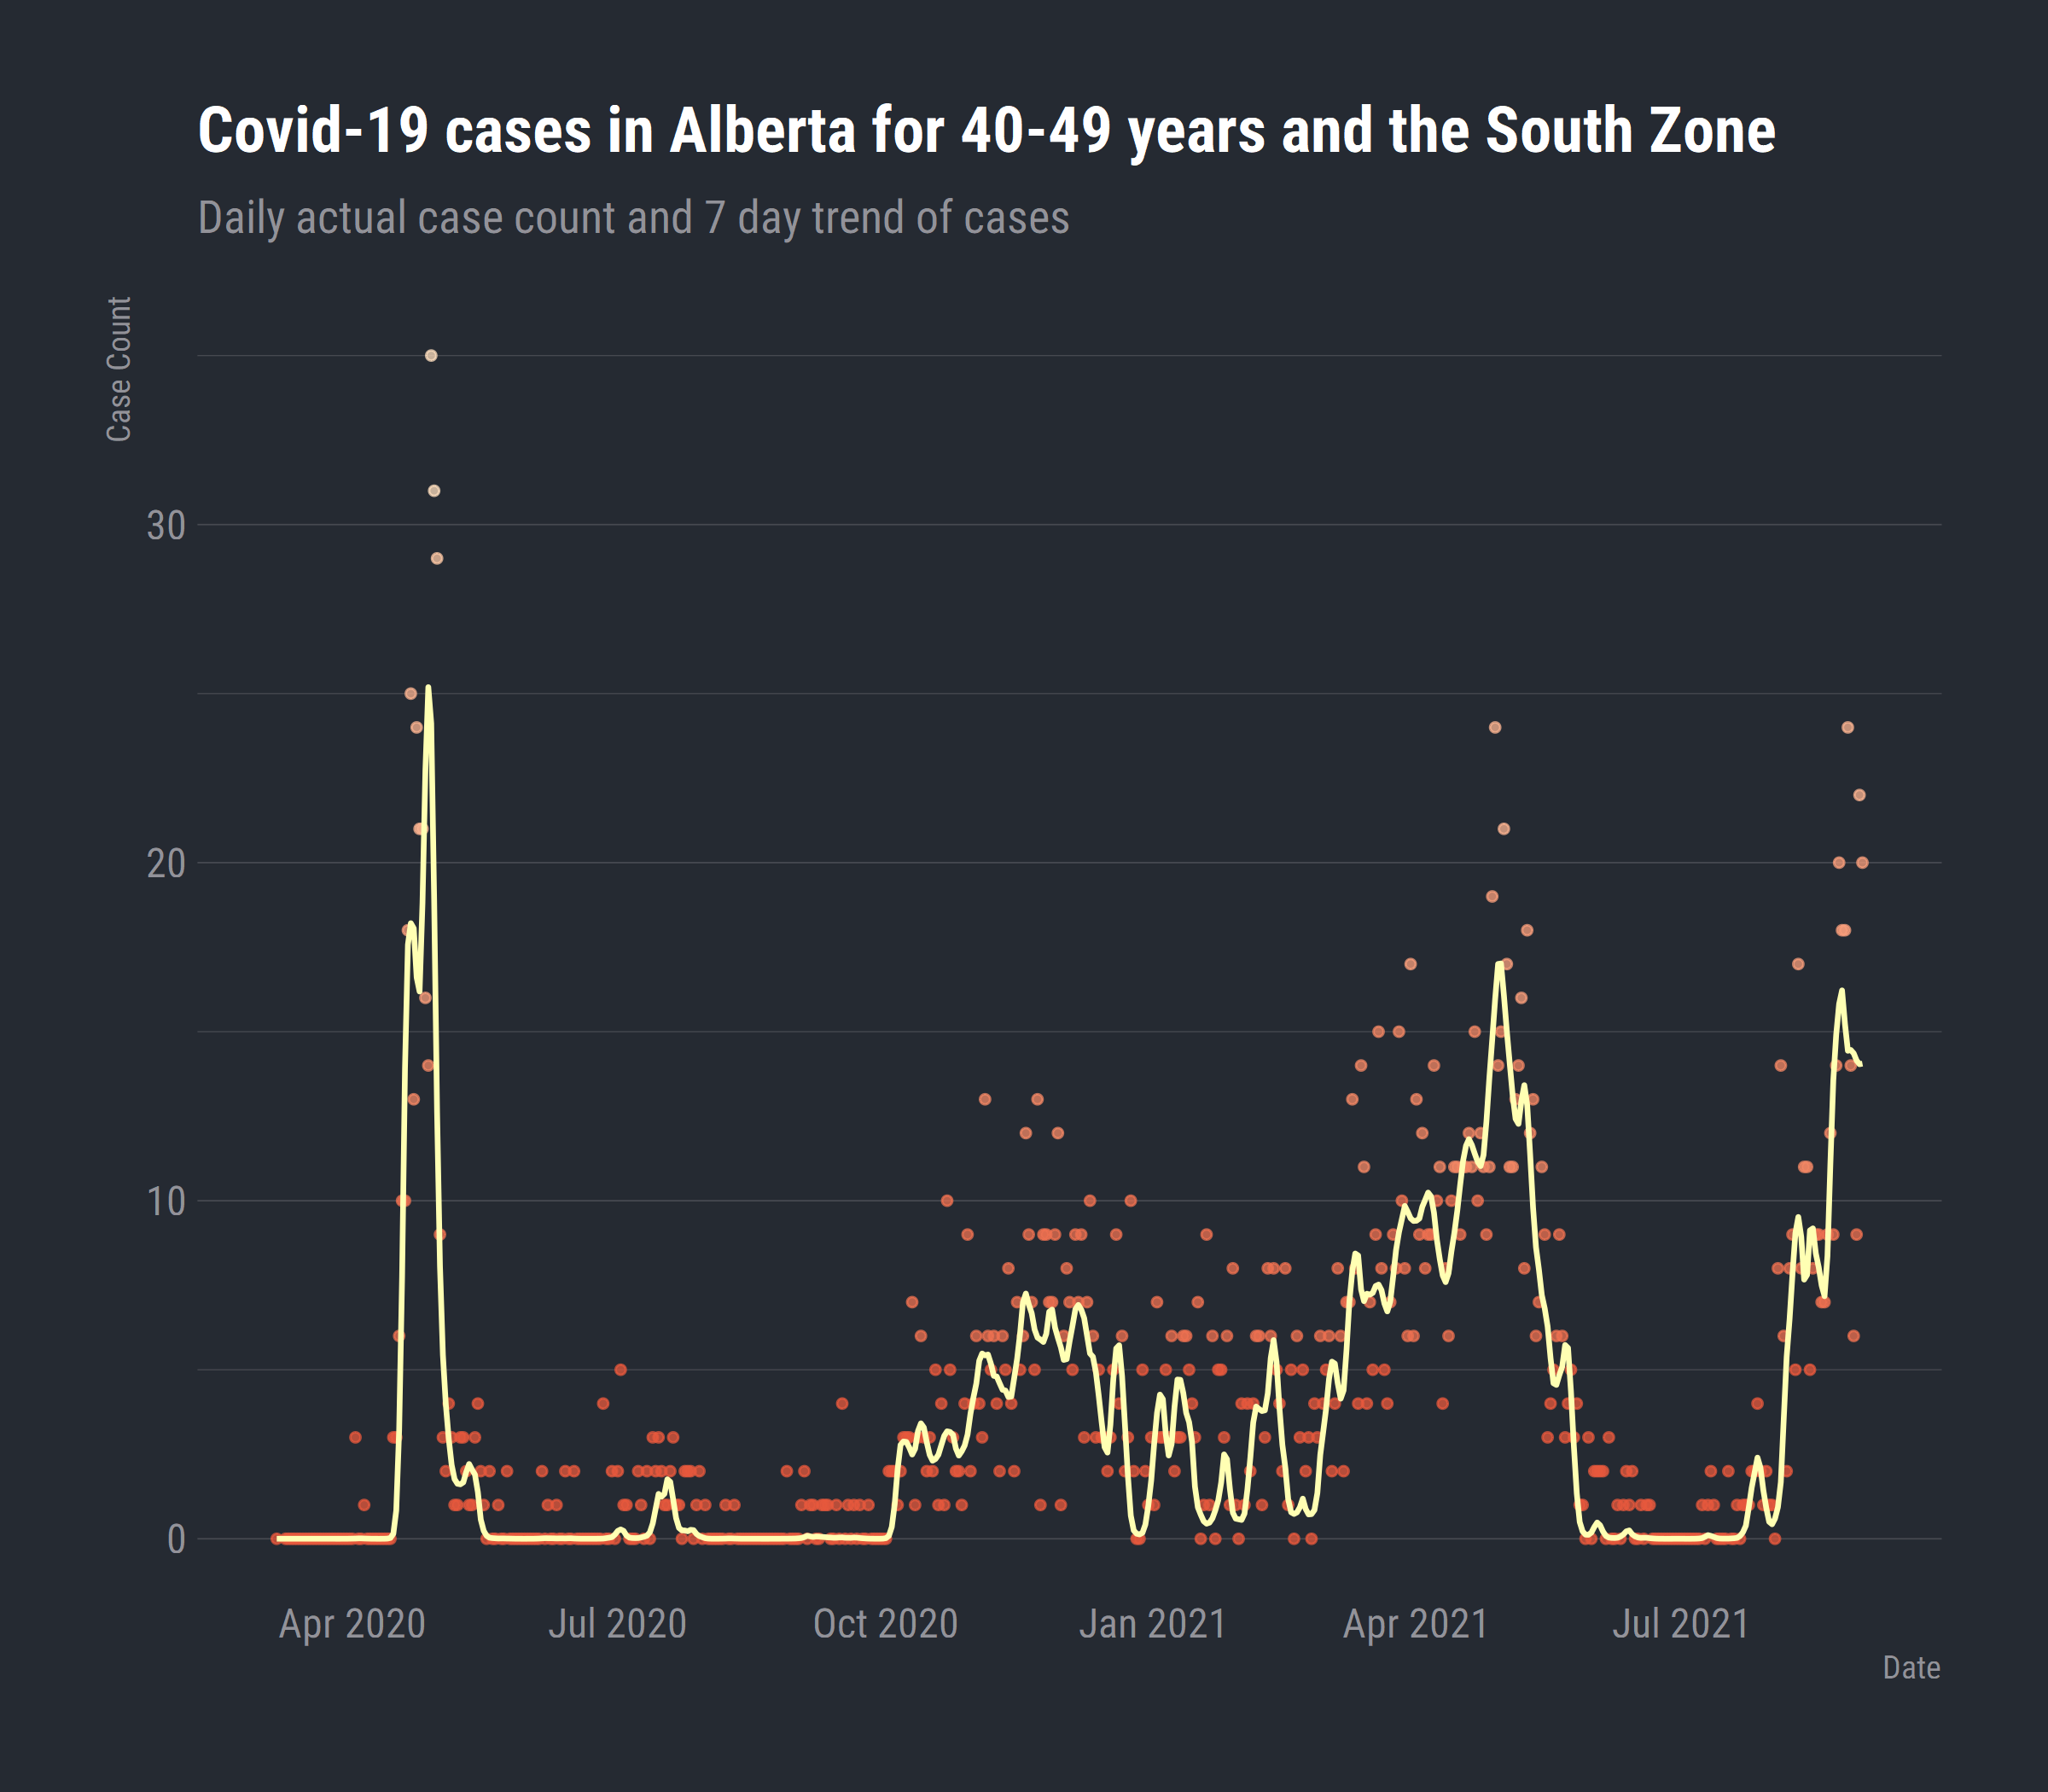 Covid-19 cases in Alberta for 40-49 years and the South Zone
Daily actual case count and 7 day trend of cases
Case Count
30
20
10
0
Apr 2020
Jul 2020
Oct 2020
Jan 2021
Apr 2021
Jul 2021
Date